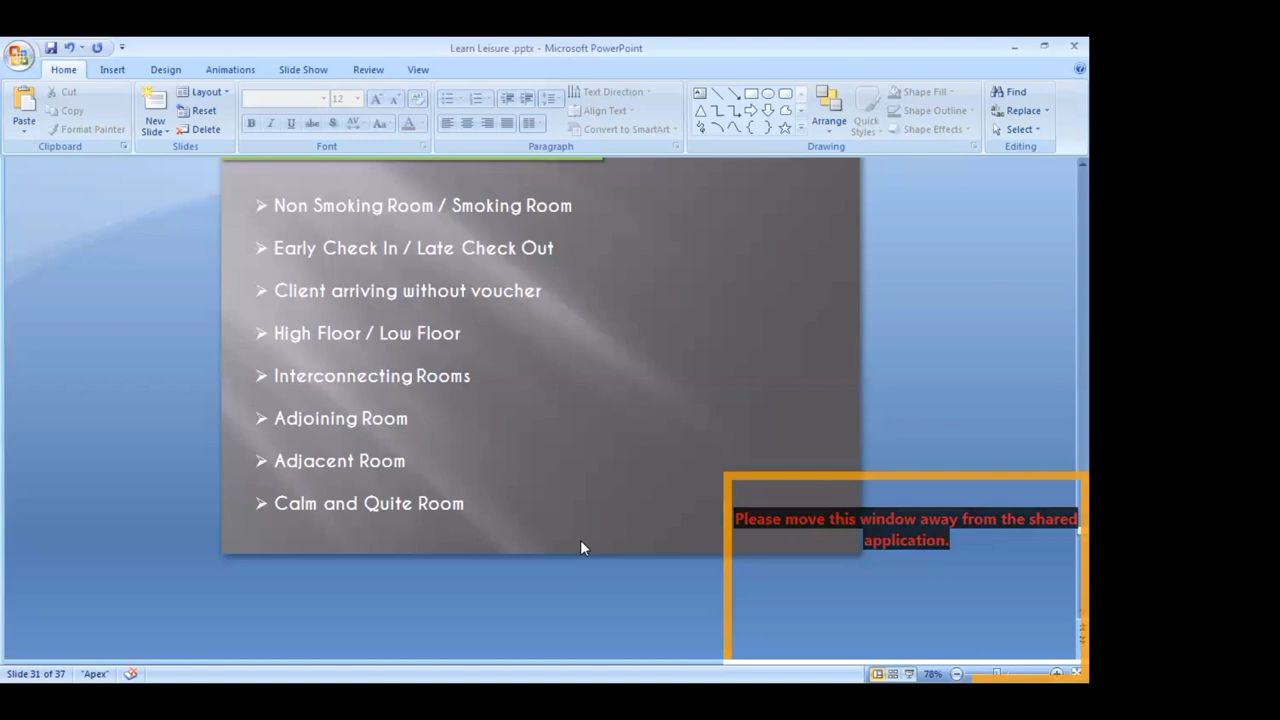 Learn Leisure .pptx - Microsoft PowerPoint
Home Insert Design Animations Slide Show Review View
Paste Cut Copy Format Painter
New Slide Layout Reset Delete
12
Text Direction Align Text Convert to SmartArt
Arrange Quick Styles Shape Fill Shape Outline Shape Effects
Find Replace Select
Clipboard Slides Font Paragraph Drawing Editing
Non Smoking Room / Smoking Room
Early Check In / Late Check Out
Client arriving without voucher
High Floor / Low Floor
Interconnecting Rooms
Adjoining Room
Adjacent Room
Calm and Quite Room
Please move this window away from the shared
application.
Slide 31 of 37 "Apex" 78%